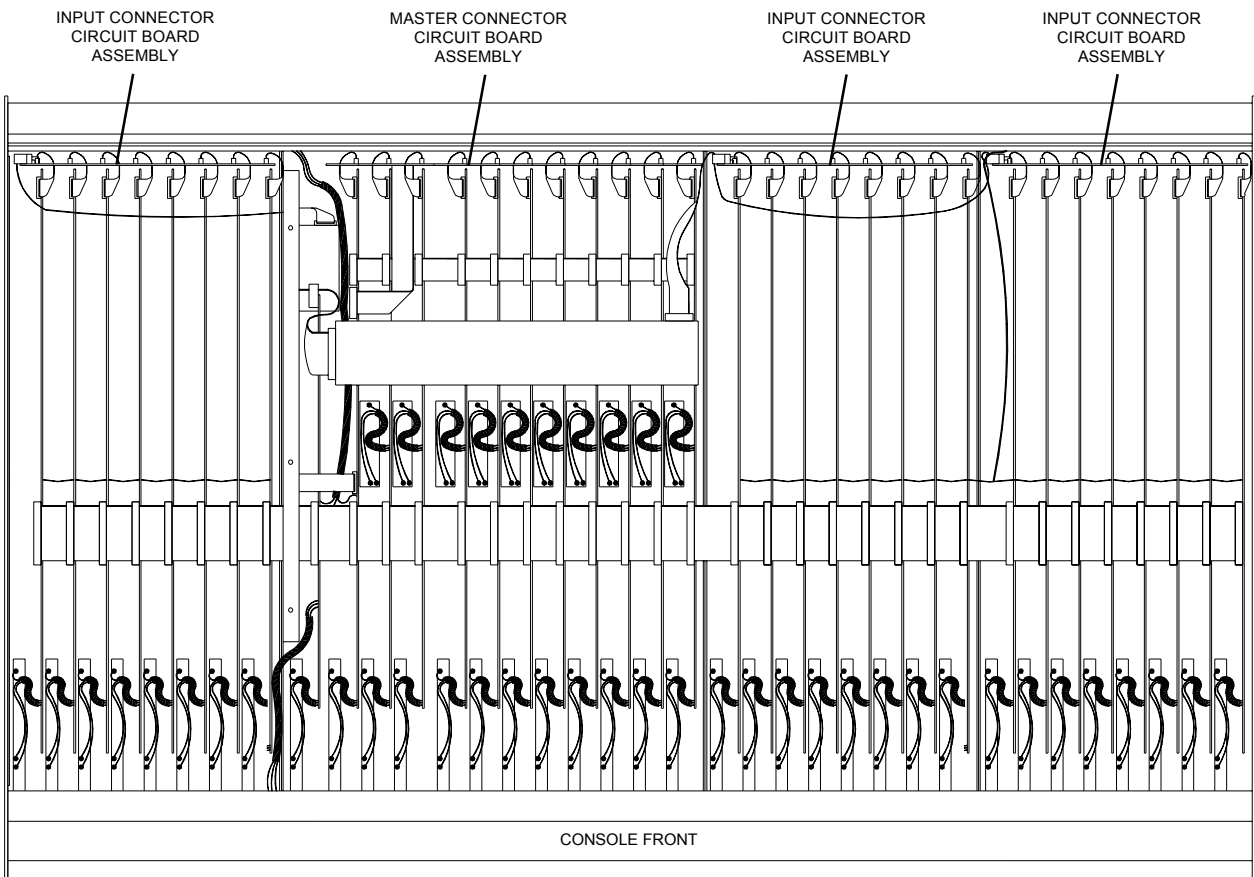 INPUT CONNECTOR
CIRCUIT BOARD
ASSEMBLY
MASTER CONNECTOR
CIRCUIT BOARD
ASSEMBLY
INPUT CONNECTOR
CIRCUIT BOARD
ASSEMBLY
INPUT CONNECTOR
CIRCUIT BOARD
ASSEMBLY
CONSOLE FRONT